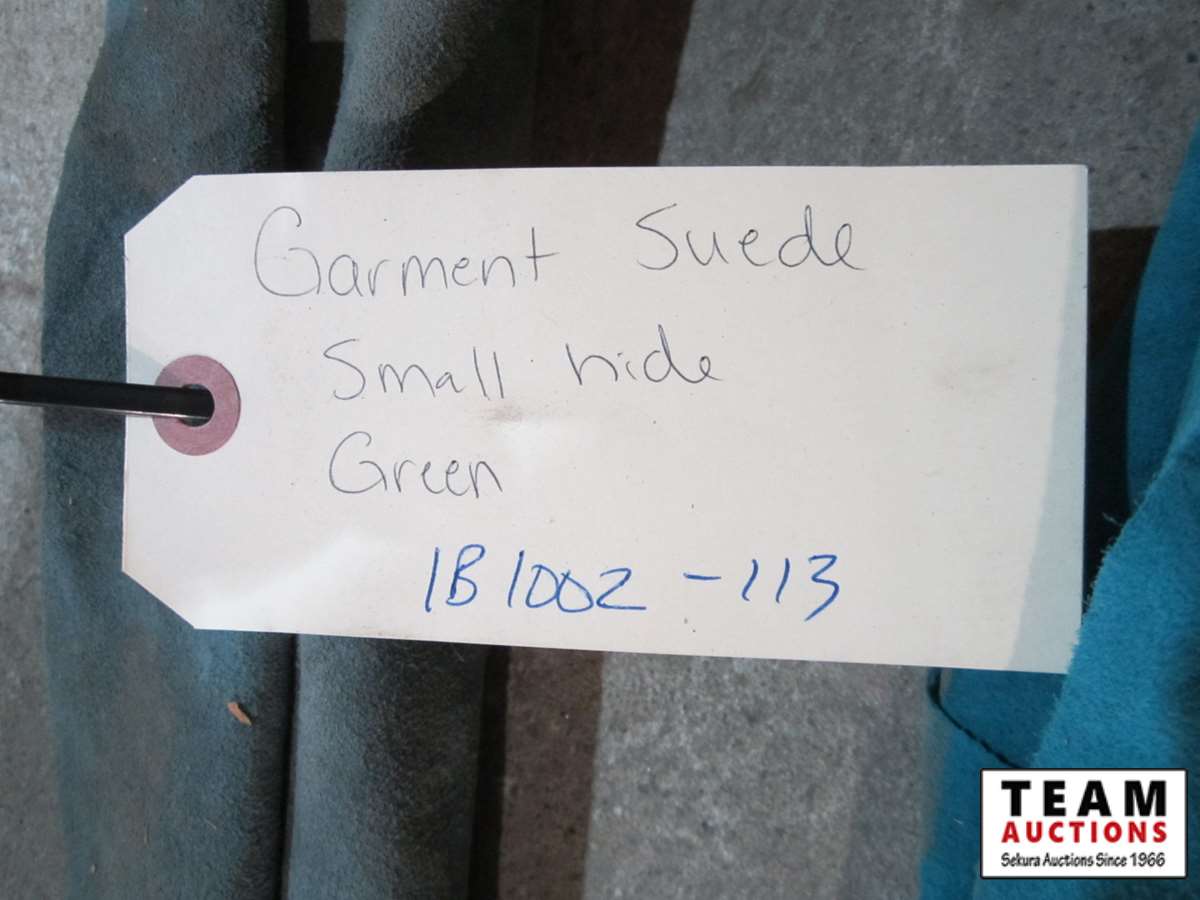 Garment Suede
Small hide
Green
1B1002-113
TEAM
AUCTIONS
Sekura Auctions Since 1966